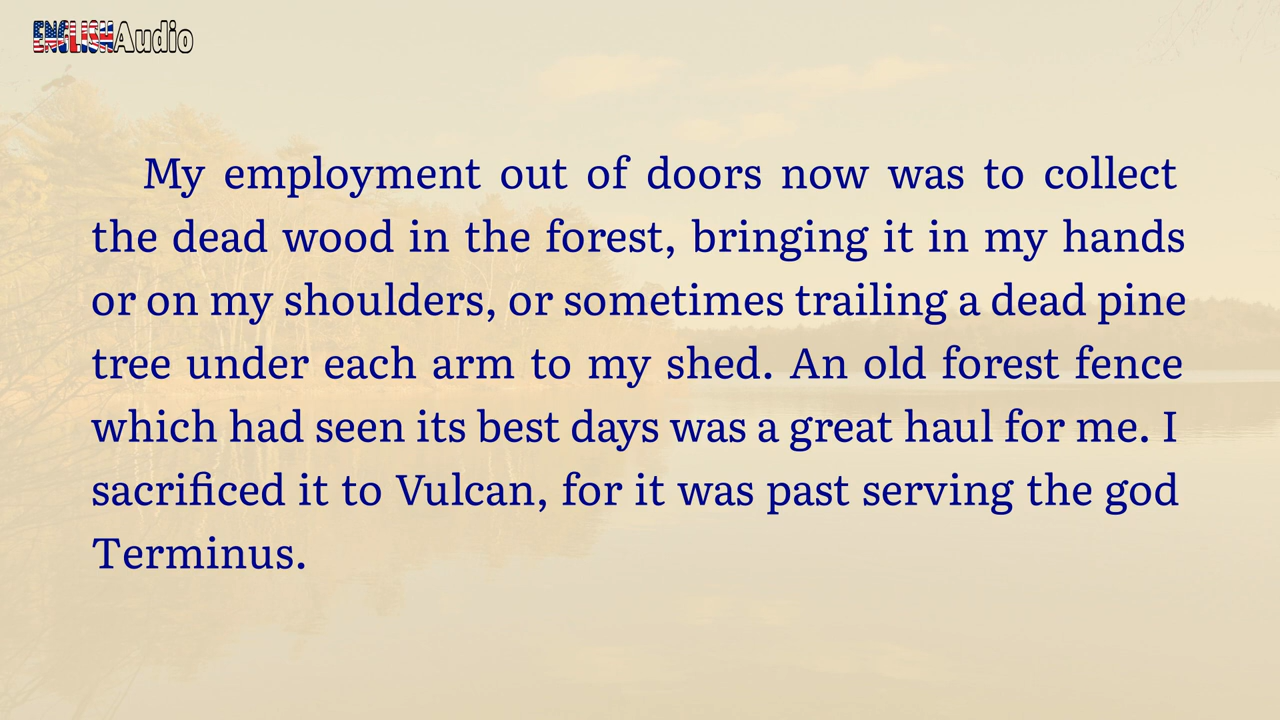 ENGLISHAudio
My employment out of doors now was to collect
the dead wood in the forest, bringing it in my hands
or on my shoulders, or sometimes trailing a dead pine
tree under each arm to my shed. An old forest fence
which had seen its best days was a great haul for me. I
sacrificed it to Vulcan, for it was past serving the god
Terminus.